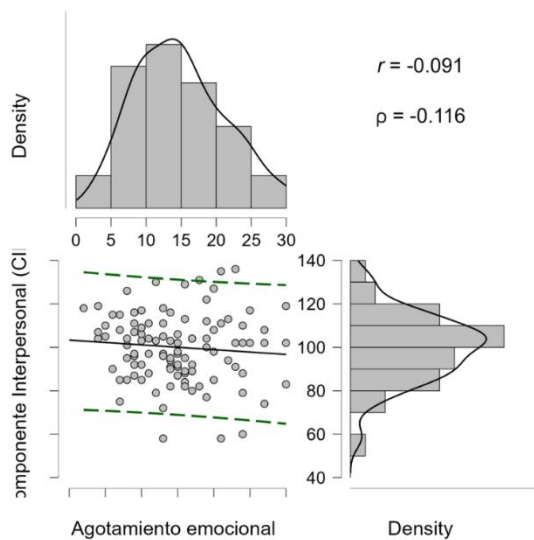 Density
r = -0.091
ρ = -0.116
0 5 10 15 20 25 30
omponente Interpersonal (CI
140
120
100
80
60
40
Agotamiento emocional
Density